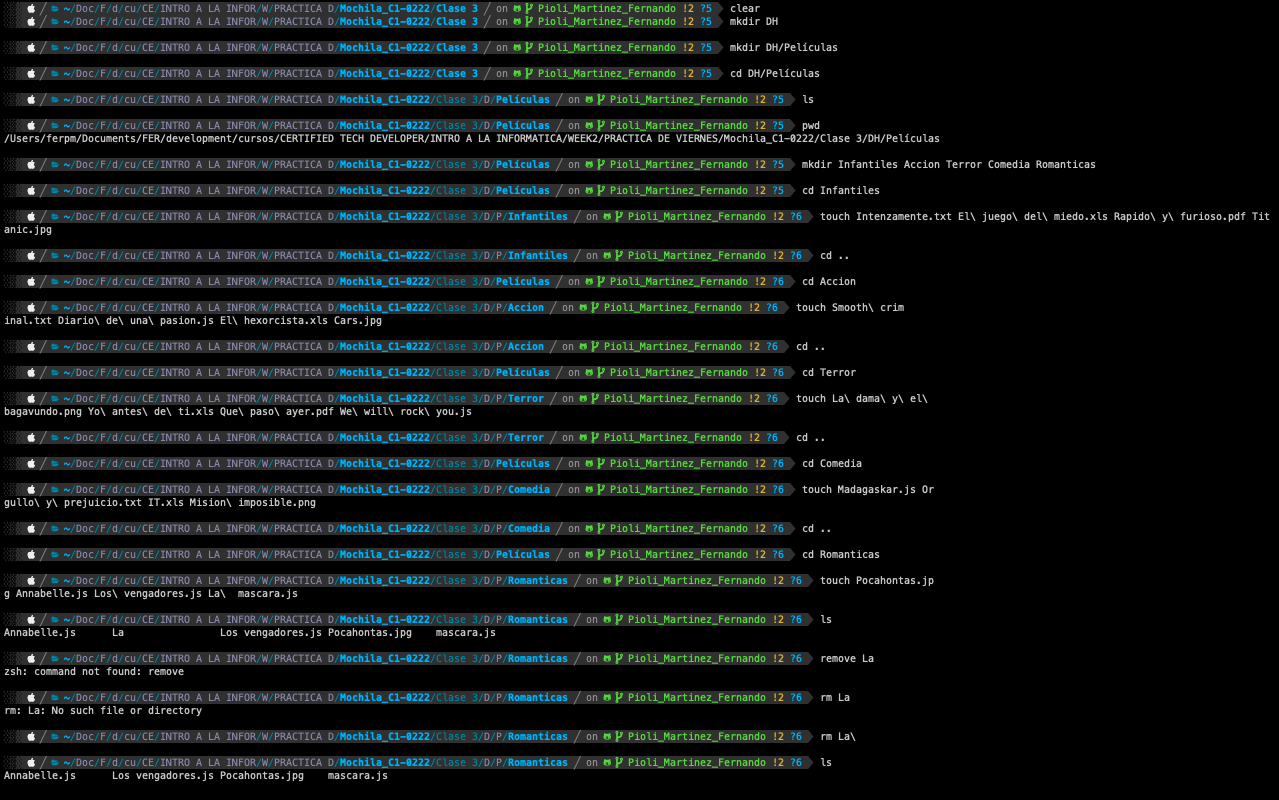 ~/Doc/F/d/cu/CE/INTRO A LA INFOR/W/PRACTICA D/Mochila_C1-0222/Clase 3 / on Pioli_Martinez_Fernando !2 ?5 clear
~/Doc/F/d/cu/CE/INTRO A LA INFOR/W/PRACTICA D/Mochila_C1-0222/Clase 3 / on Pioli_Martinez_Fernando !2 ?5 mkdir DH
~/Doc/F/d/cu/CE/INTRO A LA INFOR/W/PRACTICA D/Mochila_C1-0222/Clase 3 / on Pioli_Martinez_Fernando !2 ?5 mkdir DH/Películas
~/Doc/F/d/cu/CE/INTRO A LA INFOR/W/PRACTICA D/Mochila_C1-0222/Clase 3 / on Pioli_Martinez_Fernando !2 ?5 cd DH/Películas
~/Doc/F/d/cu/CE/INTRO A LA INFOR/W/PRACTICA D/Mochila_C1-0222/Clase 3/D/Películas / on Pioli_Martinez_Fernando !2 ?5 ls
~/Doc/F/d/cu/CE/INTRO A LA INFOR/W/PRACTICA D/Mochila_C1-0222/Clase 3/D/Películas / on Pioli_Martinez_Fernando !2 ?5 pwd
/Users/ferpm/Documents/FER/development/cursos/CERTIFIED TECH DEVELOPER/INTRO A LA INFORMATICA/WEEK2/PRACTICA DE VIERNES/Mochila_C1-0222/Clase 3/DH/Películas
~/Doc/F/d/cu/CE/INTRO A LA INFOR/W/PRACTICA D/Mochila_C1-0222/Clase 3/D/Películas / on Pioli_Martinez_Fernando !2 ?5 mkdir Infantiles Accion Terror Comedia Romanticas
~/Doc/F/d/cu/CE/INTRO A LA INFOR/W/PRACTICA D/Mochila_C1-0222/Clase 3/D/Películas / on Pioli_Martinez_Fernando !2 ?5 cd Infantiles
~/Doc/F/d/cu/CE/INTRO A LA INFOR/W/PRACTICA D/Mochila_C1-0222/Clase 3/D/P/Infantiles / on Pioli_Martinez_Fernando !2 ?6 touch Intenzamente.txt El\ juego\ del\ miedo.xls Rapido\ y\ furioso.pdf Tit
anic.jpg
~/Doc/F/d/cu/CE/INTRO A LA INFOR/W/PRACTICA D/Mochila_C1-0222/Clase 3/D/P/Infantiles / on Pioli_Martinez_Fernando !2 ?6 cd ..
~/Doc/F/d/cu/CE/INTRO A LA INFOR/W/PRACTICA D/Mochila_C1-0222/Clase 3/D/Películas / on Pioli_Martinez_Fernando !2 ?6 cd Accion
~/Doc/F/d/cu/CE/INTRO A LA INFOR/W/PRACTICA D/Mochila_C1-0222/Clase 3/D/P/Accion / on Pioli_Martinez_Fernando !2 ?6 touch Smooth\ crim
inal.txt Diario\ de\ una\ pasion.js El\ hexorcista.xls Cars.jpg
~/Doc/F/d/cu/CE/INTRO A LA INFOR/W/PRACTICA D/Mochila_C1-0222/Clase 3/D/P/Accion / on Pioli_Martinez_Fernando !2 ?6 cd ..
~/Doc/F/d/cu/CE/INTRO A LA INFOR/W/PRACTICA D/Mochila_C1-0222/Clase 3/D/Películas / on Pioli_Martinez_Fernando !2 ?6 cd Terror
~/Doc/F/d/cu/CE/INTRO A LA INFOR/W/PRACTICA D/Mochila_C1-0222/Clase 3/D/P/Terror / on Pioli_Martinez_Fernando !2 ?6 touch La\ dama\ y\ el\
bagavundo.png Yo\ antes\ de\ ti.xls Que\ paso\ ayer.pdf We\ will\ rock\ you.js
~/Doc/F/d/cu/CE/INTRO A LA INFOR/W/PRACTICA D/Mochila_C1-0222/Clase 3/D/P/Terror / on Pioli_Martinez_Fernando !2 ?6 cd ..
~/Doc/F/d/cu/CE/INTRO A LA INFOR/W/PRACTICA D/Mochila_C1-0222/Clase 3/D/Películas / on Pioli_Martinez_Fernando !2 ?6 cd Comedia
~/Doc/F/d/cu/CE/INTRO A LA INFOR/W/PRACTICA D/Mochila_C1-0222/Clase 3/D/P/Comedia / on Pioli_Martinez_Fernando !2 ?6 touch Madagaskar.js Or
gullo\ y\ prejuicio.txt IT.xls Mision\ imposible.png
~/Doc/F/d/cu/CE/INTRO A LA INFOR/W/PRACTICA D/Mochila_C1-0222/Clase 3/D/P/Comedia / on Pioli_Martinez_Fernando !2 ?6 cd ..
~/Doc/F/d/cu/CE/INTRO A LA INFOR/W/PRACTICA D/Mochila_C1-0222/Clase 3/D/Películas / on Pioli_Martinez_Fernando !2 ?6 cd Romanticas
~/Doc/F/d/cu/CE/INTRO A LA INFOR/W/PRACTICA D/Mochila_C1-0222/Clase 3/D/P/Romanticas / on Pioli_Martinez_Fernando !2 ?6 touch Pocahontas.jp
g Annabelle.js Los\ vengadores.js La\  mascara.js
~/Doc/F/d/cu/CE/INTRO A LA INFOR/W/PRACTICA D/Mochila_C1-0222/Clase 3/D/P/Romanticas / on Pioli_Martinez_Fernando !2 ?6 ls
Annabelle.js      La                Los vengadores.js Pocahontas.jpg    mascara.js
~/Doc/F/d/cu/CE/INTRO A LA INFOR/W/PRACTICA D/Mochila_C1-0222/Clase 3/D/P/Romanticas / on Pioli_Martinez_Fernando !2 ?6 remove La
zsh: command not found: remove
~/Doc/F/d/cu/CE/INTRO A LA INFOR/W/PRACTICA D/Mochila_C1-0222/Clase 3/D/P/Romanticas / on Pioli_Martinez_Fernando !2 ?6 rm La
rm: La: No such file or directory
~/Doc/F/d/cu/CE/INTRO A LA INFOR/W/PRACTICA D/Mochila_C1-0222/Clase 3/D/P/Romanticas / on Pioli_Martinez_Fernando !2 ?6 rm La\
~/Doc/F/d/cu/CE/INTRO A LA INFOR/W/PRACTICA D/Mochila_C1-0222/Clase 3/D/P/Romanticas / on Pioli_Martinez_Fernando !2 ?6 ls
Annabelle.js      Los vengadores.js Pocahontas.jpg    mascara.js